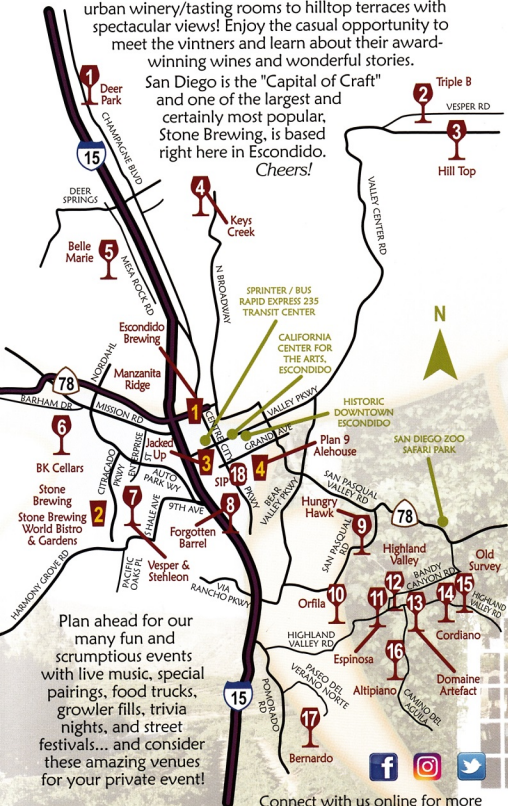 urban winery/tasting rooms to hilltop terraces with
spectacular views! Enjoy the casual opportunity to
meet the vintners and learn about their award-
winning wines and wonderful stories.
San Diego is the "Capital of Craft"
and one of the largest and
certainly most popular,
Stone Brewing, is based
right here in Escondido.
Cheers!
1
Deer
Park
CHAMPAGNE BLVD
15
2
Triple B
VESPER RD
3
Hill Top
VALLEY CENTER RD
DEER
SPRINGS
4
Keys
Creek
Belle
Marie
5
MESA ROCK RD
N BROADWAY
SPRINTER / BUS
RAPID EXPRESS 235
TRANSIT CENTER
CALIFORNIA
CENTER FOR
THE ARTS,
ESCONDIDO
N
Escondido
Brewing
NORDAHL
Manzanita
Ridge
78
BARHAM DR
MISSION RD
1
CENTRE CITY
PKWY
VALLEY PKWY
GRAND AVE
HISTORIC
DOWNTOWN
ESCONDIDO
6
BK Cellars
CITRACADO
PKWY
ENTERPRISE
ST
Jacked
Up
3
SIP
18
4
Plan 9
Alehouse
SAN DIEGO ZOO
SAFARI PARK
AUTO
PARK WY
BEAR
VALLEY PKWY
SAN PASQUAL
VALLEY RD
Stone
Brewing
2
Stone Brewing
World Bistro
& Gardens
7
S HALE AVE
9TH AVE
8
Forgotten
Barrel
Hungry
Hawk
9
78
SAN PASQUAL
RD
HARMONY GROVE RD
PACIFIC
OAKS PL
Vesper &
Stehleon
VIA
RANCHO PKWY
Highland
Valley
Old
Survey
BANDY
CANYON RD
Orfila
10
11
12
13
14
15
HIGHLAND
VALLEY RD
Cordiano
HIGHLAND
VALLEY RD
Espinosa
16
Domaine
Artefact
Altipiano
CAMINO DEL
AGUILA
PASEO DEL
VERANO NORTE
POMORADO
RD
15
17
Bernardo
Plan ahead for our
many fun and
scrumptious events
with live music, special
pairings, food trucks,
growler fills, trivia
nights, and street
festivals... and consider
these amazing venues
for your private event!
f
Connect with us online for more